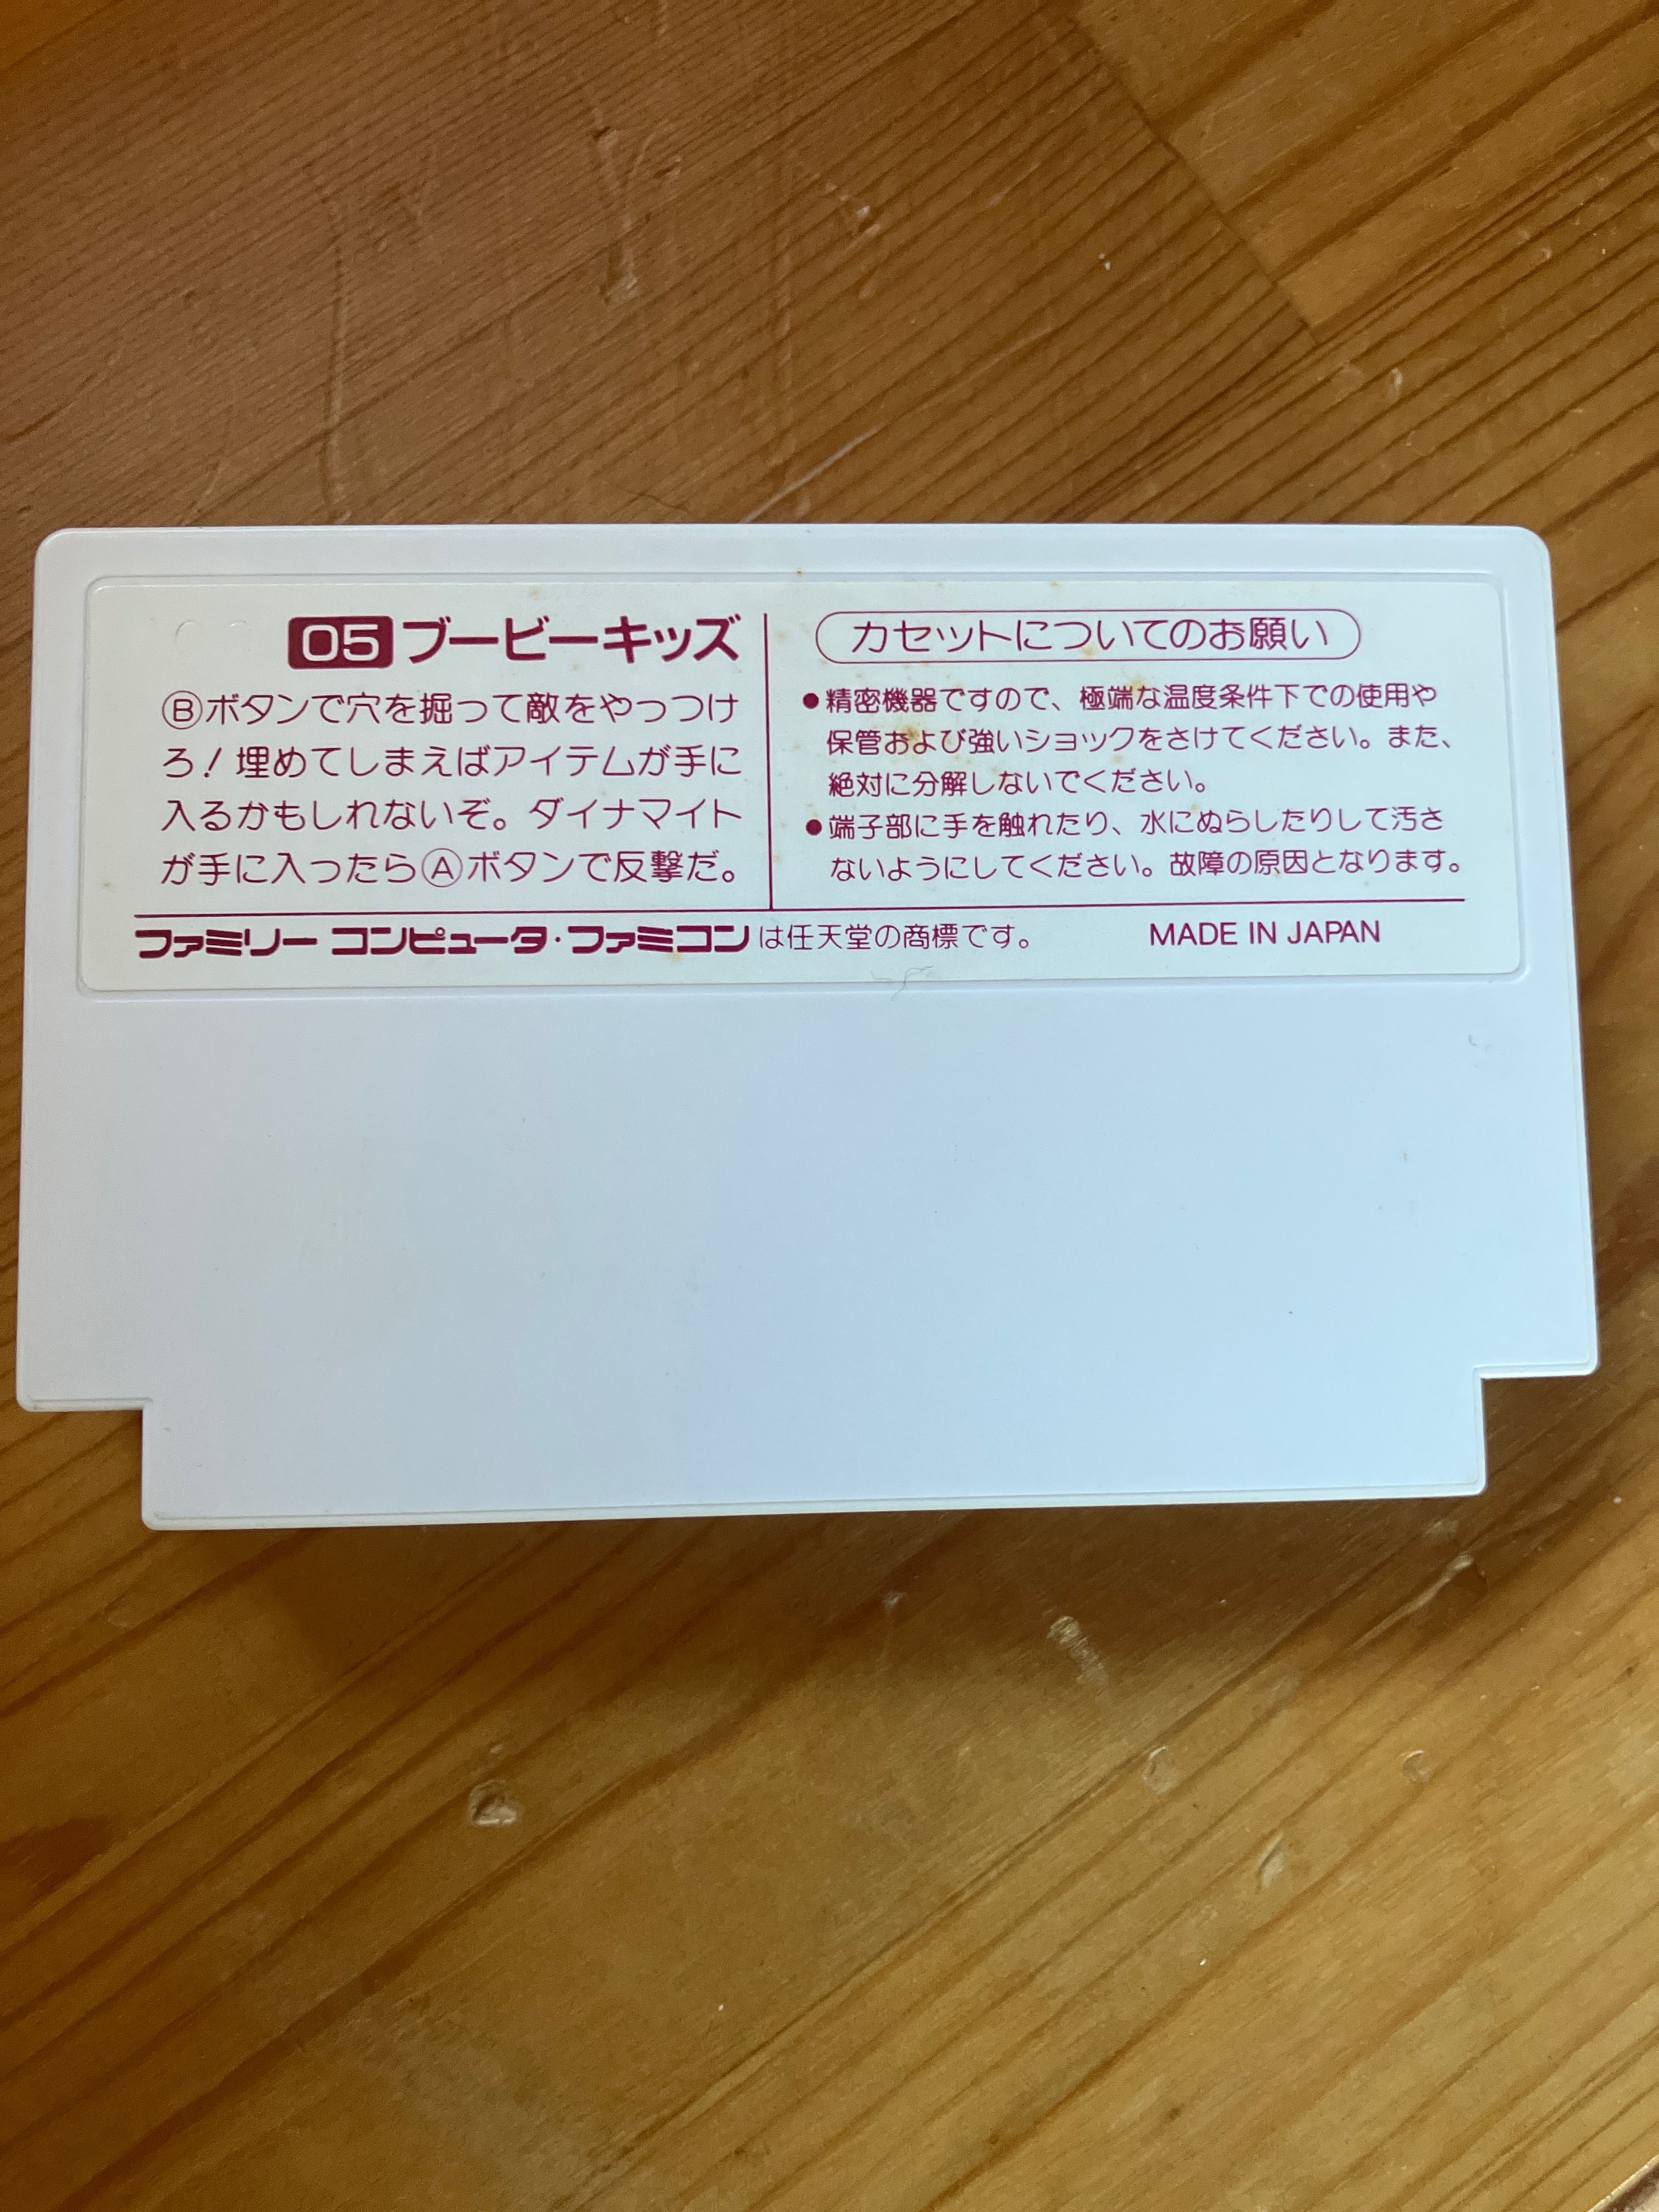 05 ブービーキッズ
Ⓑボタンで穴を掘って敵をやっつけ
ろ!埋めてしまえばアイテムが手に
入るかもしれないぞ。ダイナマイト
が手に入ったらⒶボタンで反撃だ。
カセットについてのお願い
●精密機器ですので、極端な温度条件下での使用や
保管および強いショックをさけてください。また、
絶対に分解しないでください。
●端子部に手を触れたり、水にぬらしたりして汚さ
ないようにしてください。故障の原因となります。
ファミリー コンピュータ・ファミコンは任天堂の商標です。
MADE IN JAPAN